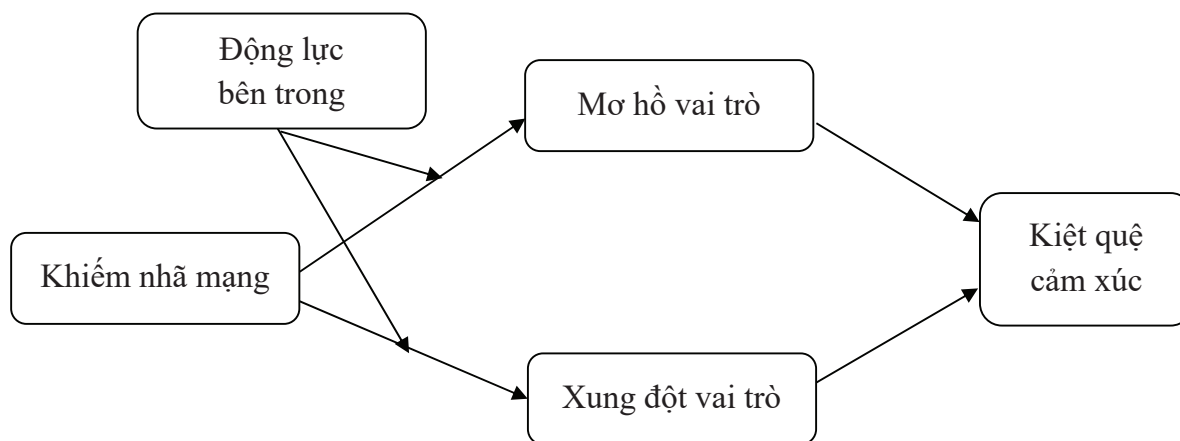 Động lực
bên trong
Mơ hồ vai trò
Khiếm nhã mạng
Kiệt quệ
cảm xúc
Xung đột vai trò